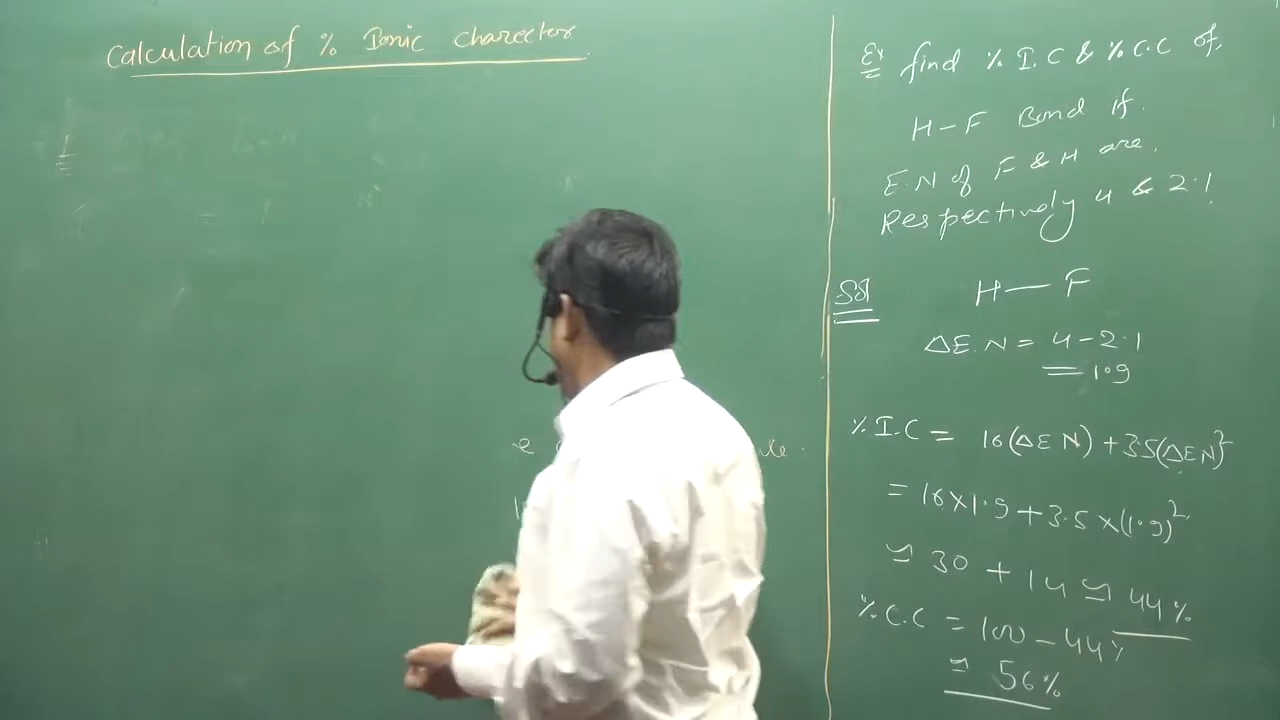 Calculation of % Ionic charector
1
Ex find % I.C & % C.C of,
H-F Bond if.
E.N of F & H are.
Respectively 4 & 2.1
Sol
H — F
ΔE.N = 4-2.1
= 1.9
% I.C = 16(ΔEN) + 3.5(ΔEN)²
= 16×1.9 + 3.5×(1.9)²
≃ 30 + 14 ≃ 44%
% C.C = 100 - 44%
≃ 56%